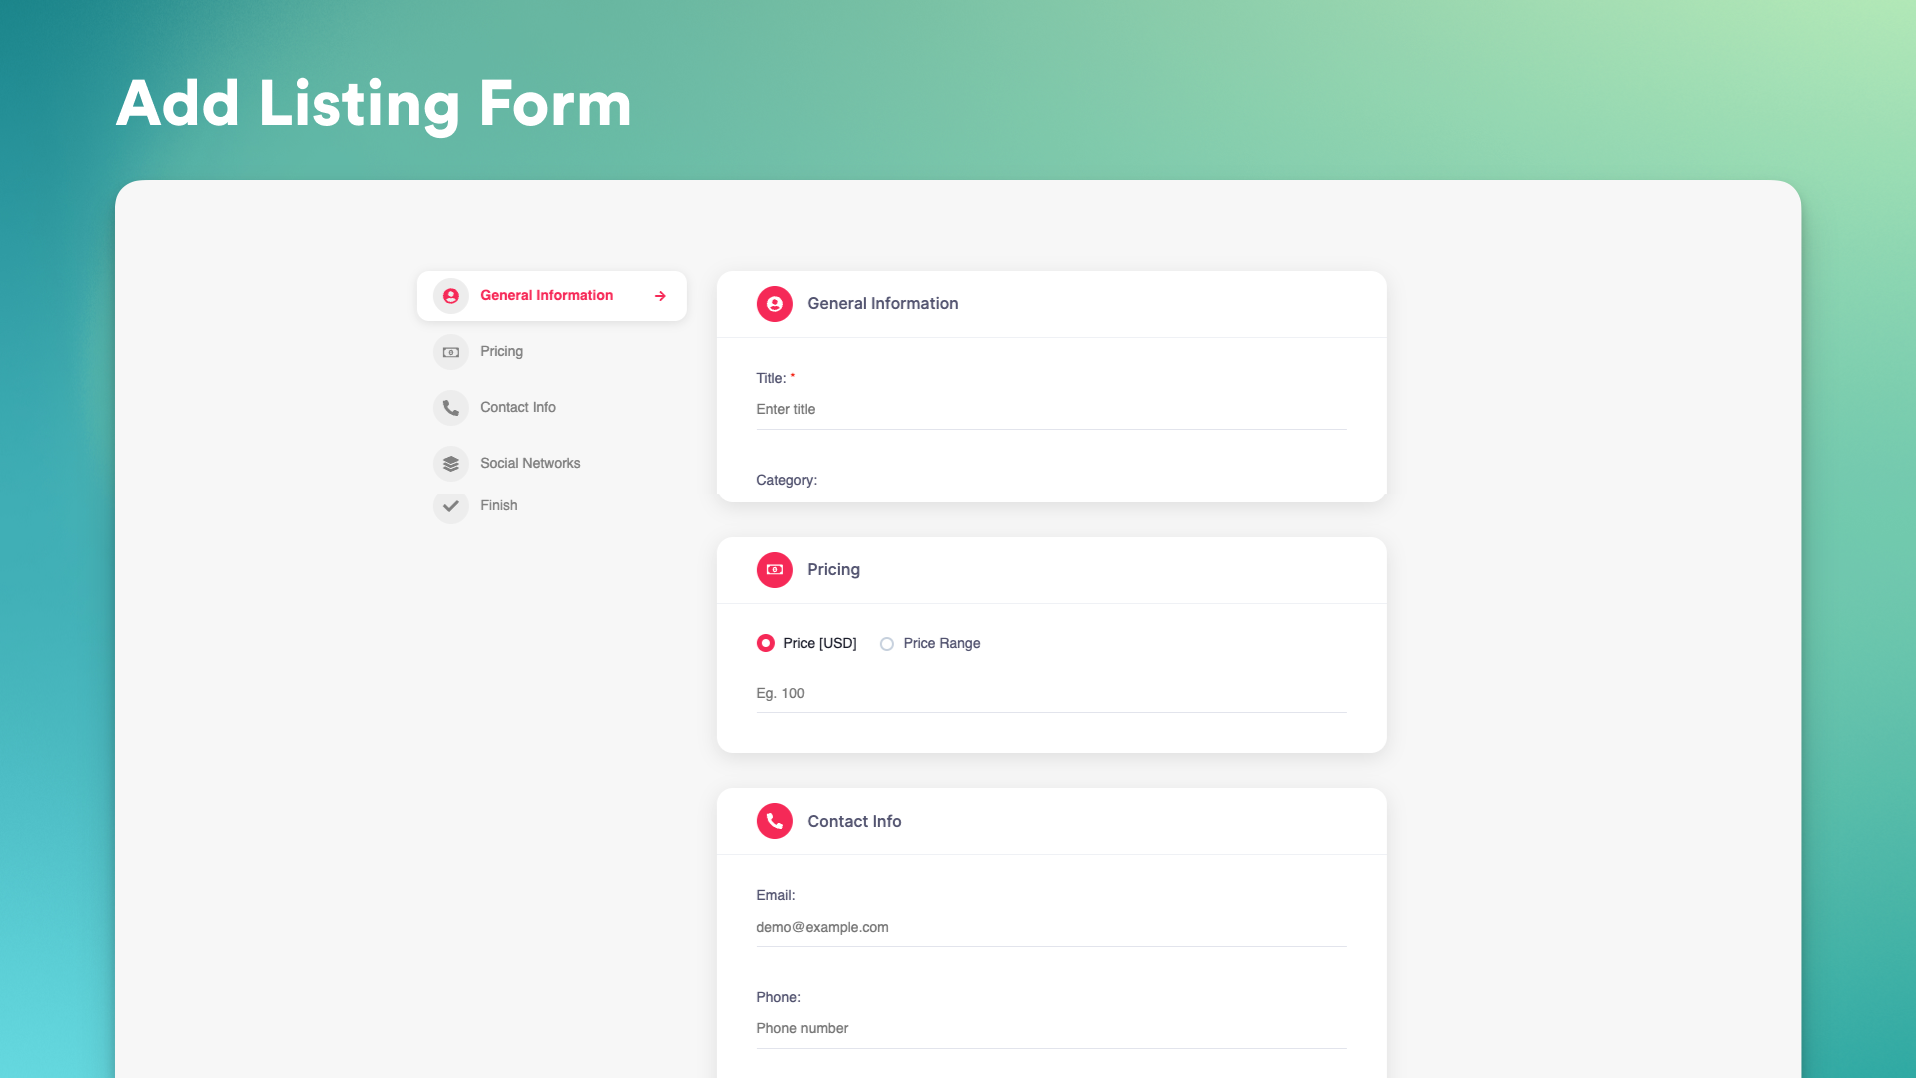 Add Listing Form
General Information
Pricing
Contact Info
Social Networks
Finish
General Information
Title: *
Enter title
Category:
Pricing
Price [USD]
Price Range
Eg. 100
Contact Info
Email:
demo@example.com
Phone:
Phone number